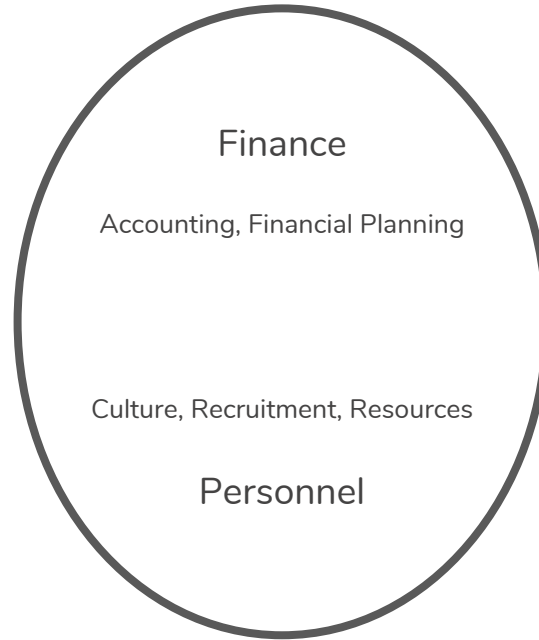 Finance
Accounting, Financial Planning
Culture, Recruitment, Resources
Personnel